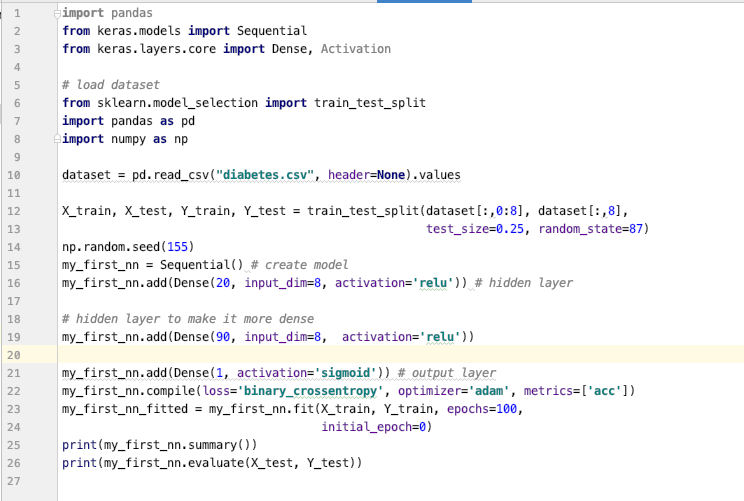 1 import pandas
2 from keras.models import Sequential
3 from keras.layers.core import Dense, Activation
4
5 # load dataset
6 from sklearn.model_selection import train_test_split
7 import pandas as pd
8 import numpy as np
9
10 dataset = pd.read_csv("diabetes.csv", header=None).values
11
12 X_train, X_test, Y_train, Y_test = train_test_split(dataset[:,0:8], dataset[:,8],
13 test_size=0.25, random_state=87)
14 np.random.seed(155)
15 my_first_nn = Sequential() # create model
16 my_first_nn.add(Dense(20, input_dim=8, activation='relu')) # hidden layer
17
18 # hidden layer to make it more dense
19 my_first_nn.add(Dense(90, input_dim=8,  activation='relu'))
20
21 my_first_nn.add(Dense(1, activation='sigmoid')) # output layer
22 my_first_nn.compile(loss='binary_crossentropy', optimizer='adam', metrics=['acc'])
23 my_first_nn_fitted = my_first_nn.fit(X_train, Y_train, epochs=100,
24 initial_epoch=0)
25 print(my_first_nn.summary())
26 print(my_first_nn.evaluate(X_test, Y_test))
27